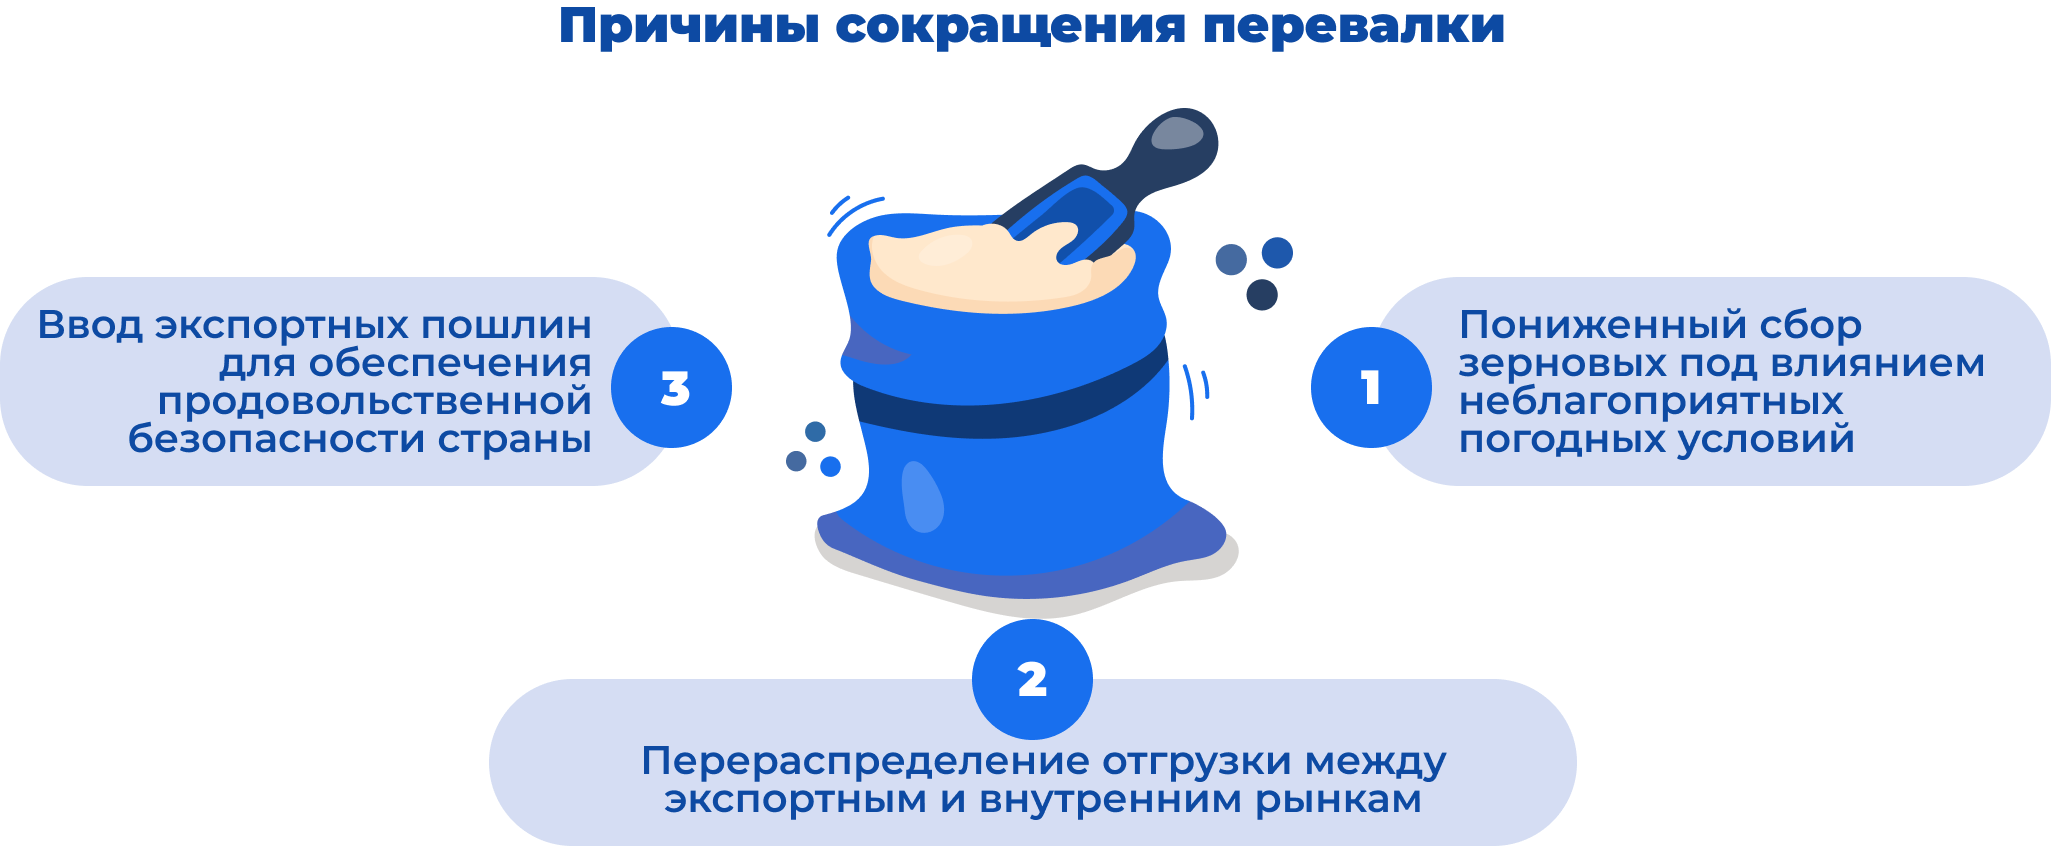 Причины сокращения перевалки
1
Пониженный сбор
зерновых под влиянием
неблагоприятных
погодных условий
2
Перераспределение отгрузки между
экспортным и внутренним рынкам
3
Ввод экспортных пошлин
для обеспечения
продовольственной
безопасности страны